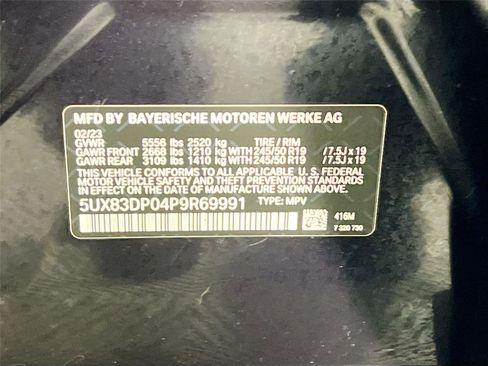 MFD BY BAYERISCHE MOTOREN WERKE AG
02/23
GVWR 5556 lbs 2520 kg TIRE / RIM
GAWR FRONT 2668 lbs 1210 kg WITH 245/50 R19 / 7.5J x 19
GAWR REAR 3109 lbs 1410 kg WITH 245/50 R19 / 7.5J x 19
THIS VEHICLE CONFORMS TO ALL APPLICABLE U.S. FEDERAL
MOTOR VEHICLE SAFETY AND THEFT PREVENTION STANDARDS IN
EFFECT ON THE DATE OF MANUFACTURE SHOWN ABOVE.
5UX83DP04P9R69991 TYPE: MPV
416M
7 320 730